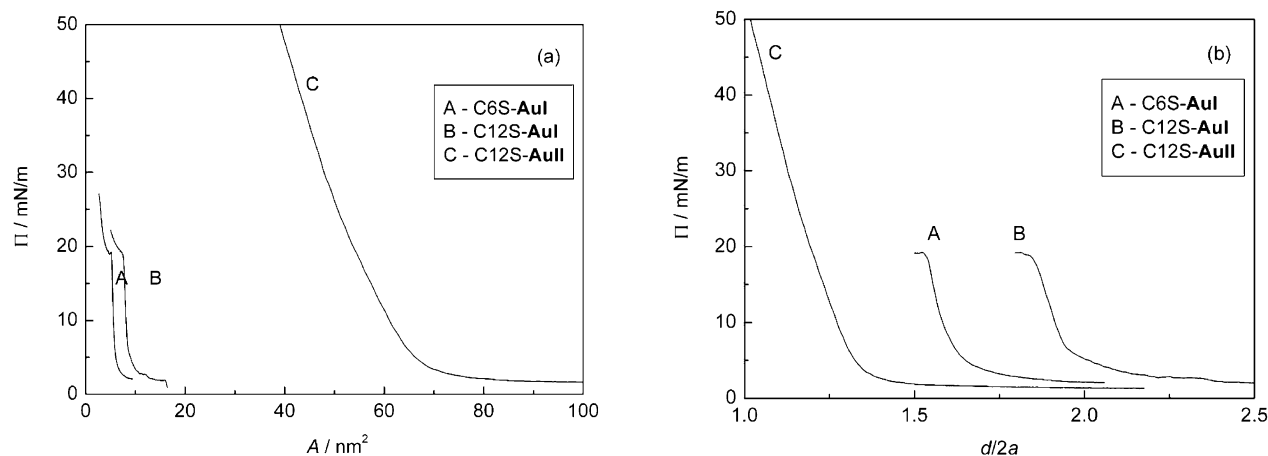 50
40
30
20
10
0
Π / mN/m
0 20 40 60 80 100
A / nm²
(a)
C
A - C6S-AuI
B - C12S-AuI
C - C12S-AuII
A B
50
40
30
20
10
0
Π / mN/m
1.0 1.5 2.0 2.5
d/2a
C
(b)
A - C6S-AuI
B - C12S-AuI
C - C12S-AuII
A B